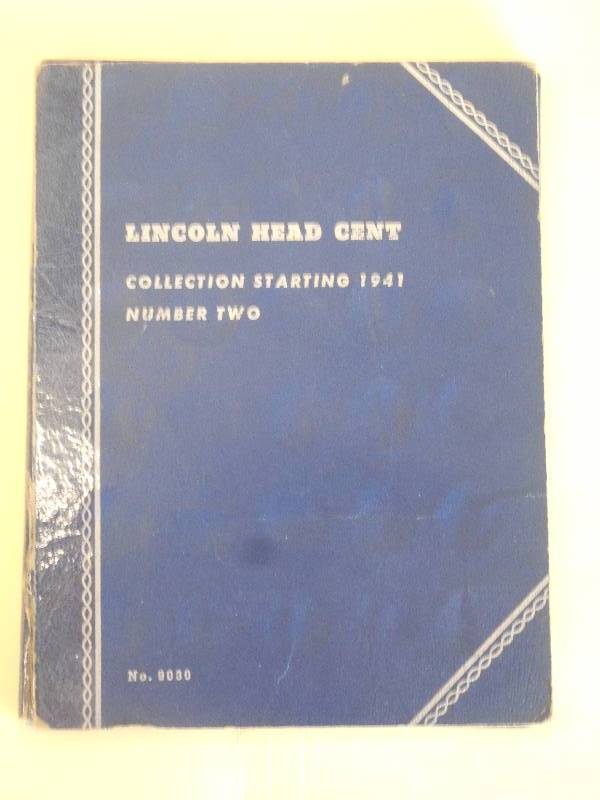 LINCOLN HEAD CENT
COLLECTION STARTING 1941
NUMBER TWO
No. 9030